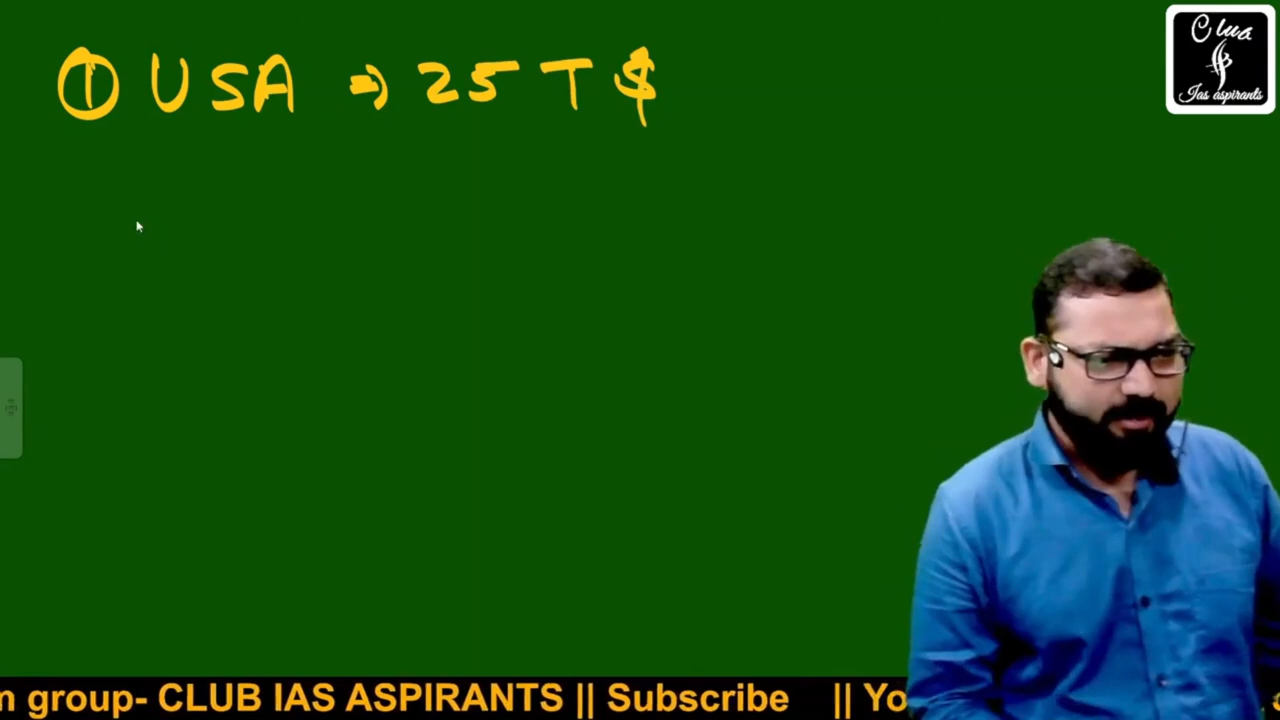 ① USA ⇒ 25 T $
Club
Ias aspirants
m group- CLUB IAS ASPIRANTS || Subscribe || Yo